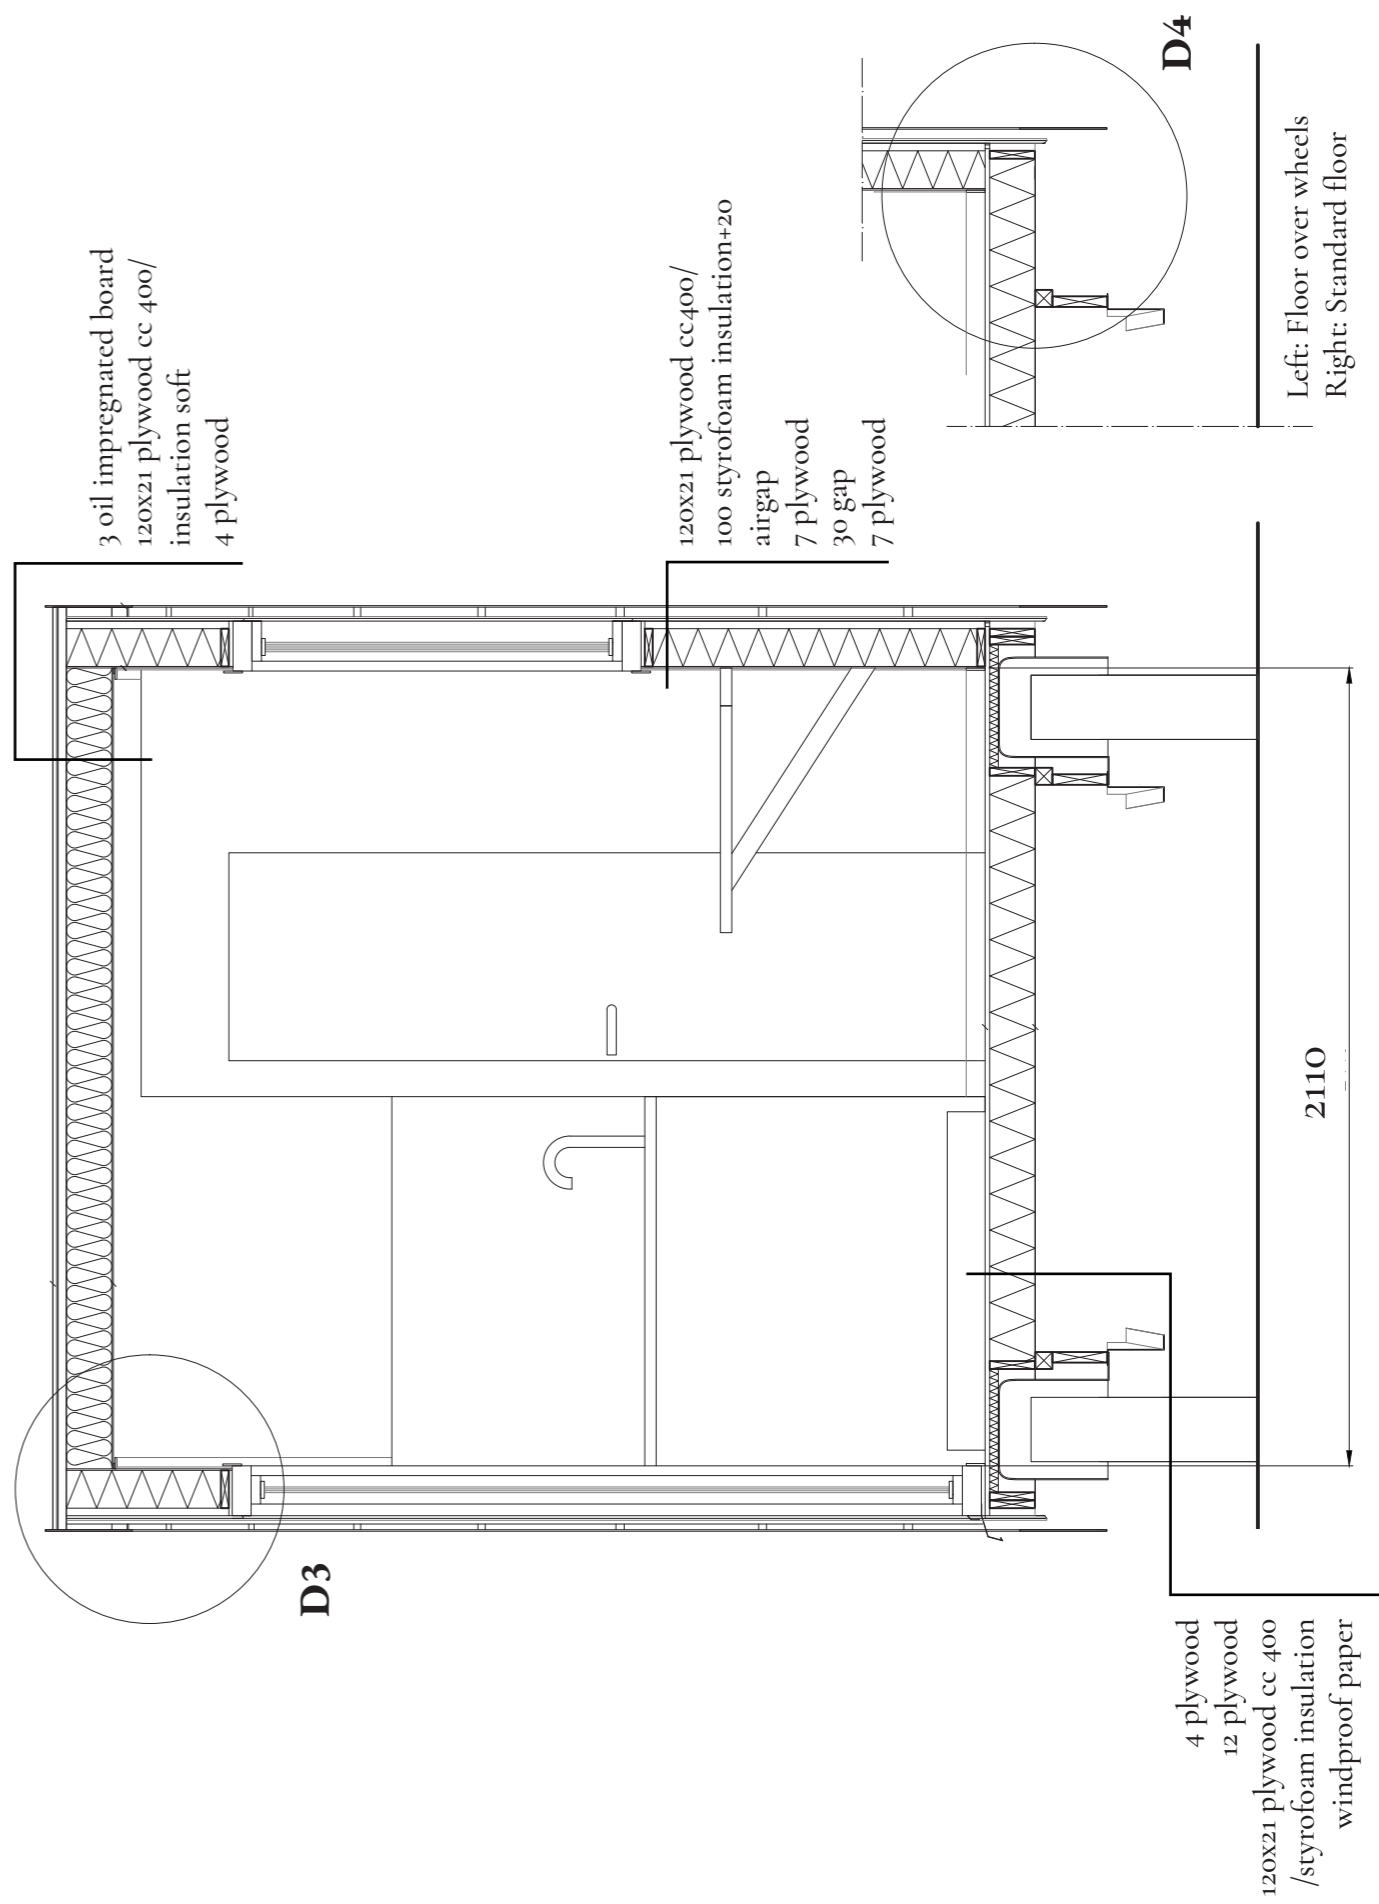 3 oil impregnated board
120x21 plywood cc 400/
insulation soft
4 plywood
D3
120x21 plywood cc400/
100 styrofoam insulation+20
airgap
7 plywood
30 gap
7 plywood
4 plywood
12 plywood
120x21 plywood cc 400
/styrofoam insulation
windproof paper
2110
D4
Left: Floor over wheels
Right: Standard floor